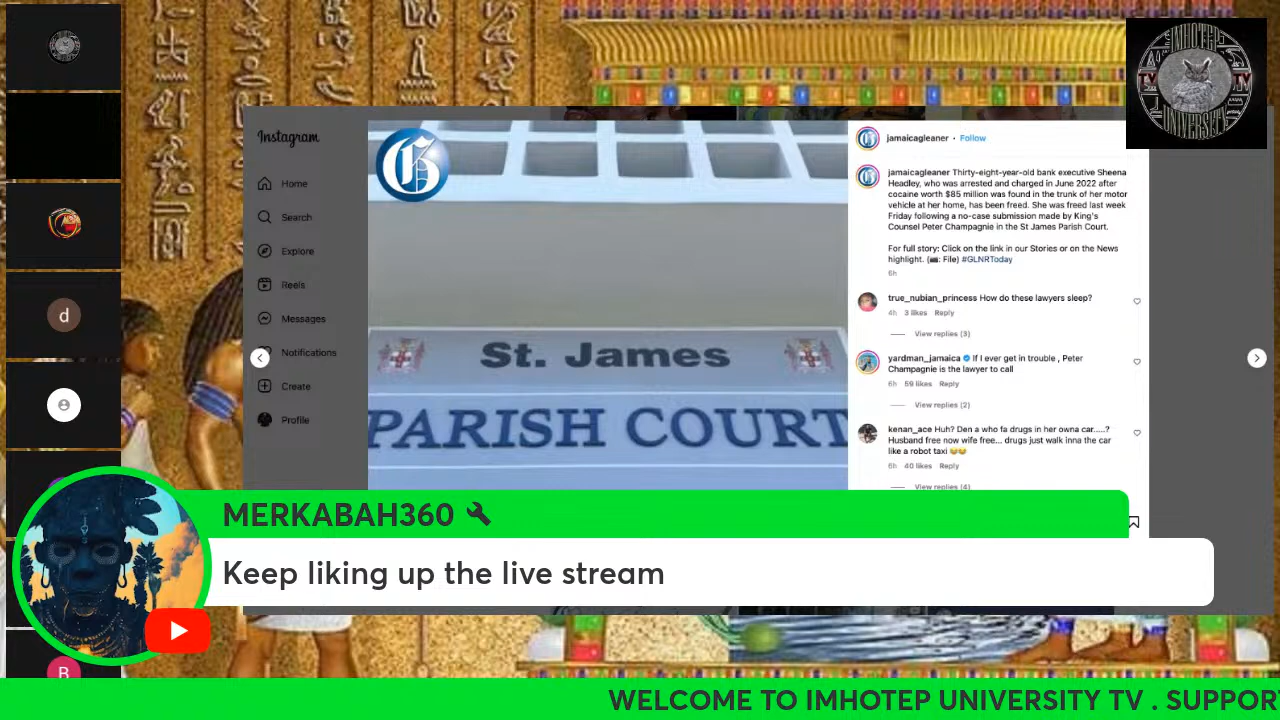 IMHOTEP
TV TV
UNIVERSITY
Instagram
Home
Search
Explore
Reels
Messages
Notifications
Create
Profile
G
St. James
PARISH COURT
jamaicagleaner • Follow
jamaicagleaner Thirty-eight-year-old bank executive Sheena
Headley, who was arrested and charged in June 2022 after
cocaine worth $85 million was found in the trunk of her motor
vehicle at her home, has been freed. She was freed last week
Friday following a no-case submission made by King's
Counsel Peter Champagnie in the St James Parish Court.
For full story: Click on the link in our Stories or on the News
highlight. (📷: File) #GLNRToday
6h
true_nubian_princess How do these lawyers sleep?
4h 3 likes Reply
View replies (3)
yardman_jamaica If I ever get in trouble , Peter
Champagnie is the lawyer to call
6h 59 likes Reply
View replies (2)
kenan_ace Huh? Den a who fa drugs in her owna car.....?
Husband free now wife free... drugs just walk inna the car
like a robot taxi 😂😂
6h 40 likes Reply
View replies (4)
d
MERKABAH360
Keep liking up the live stream
B
WELCOME TO IMHOTEP UNIVERSITY TV . SUPPORT